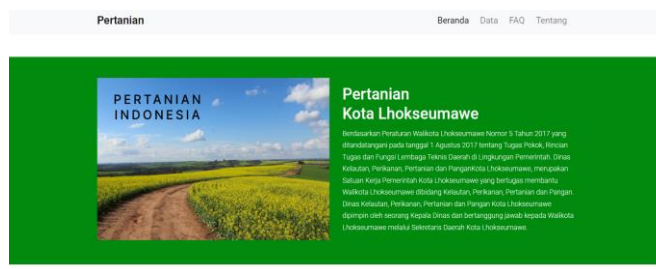 Pertanian
Beranda Data FAQ Tentang
PERTANIAN
INDONESIA
Pertanian
Kota Lhokseumawe
Berdasarkan Peraturan Walikota Lhokseumawe Nomor 5 Tahun 2017 yang
ditandatangani pada tanggal 1 Agustus 2017 tentang Tugas Pokok, Rincian
Tugas dan Fungsi Lembaga Teknis Daerah di Lingkungan Pemerintah. Dinas
Kelautan, Perikanan, Pertanian dan PanganKota Lhokseumawe, merupakan
Satuan Kerja Pemerintah Kota Lhokseumawe yang bertugas membantu
Walikota Lhokseumawe dibidang Kelautan, Perikanan, Pertanian dan Pangan.
Dinas Kelautan, Perikanan, Pertanian dan Pangan Kota Lhokseumawe
dipimpin oleh seorang Kepala Dinas dan bertanggung jawab kepada Walikota
Lhokseumawe melalui Sekretaris Daerah Kota Lhokseumawe.